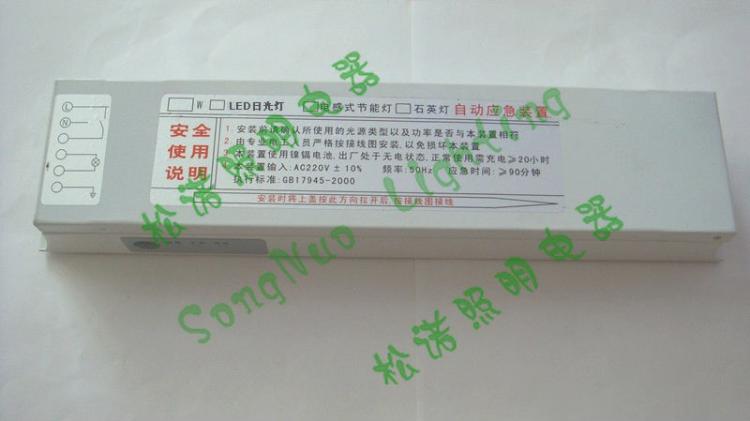 W LED日光灯 电感式节能灯 石英灯 自动应急装置
L
N
安全
使用
说明
1. 安装前请确认所使用的光源类型以及功率是否与本装置相符
2. 由专业电工人员严格按接线图安装, 以免损坏本装置
3. 本装置使用镍镉电池, 出厂处于无电状态, 正常使用需充电≥20小时
本装置输入: AC220V ± 10% 频率: 50Hz 应急时间: ≥90分钟
执行标准: GB17945-2000
安装时将上盖按此方向拉开后, 按接线图接线
松诺照明电器
SongNuo Lighting
松诺照明电器